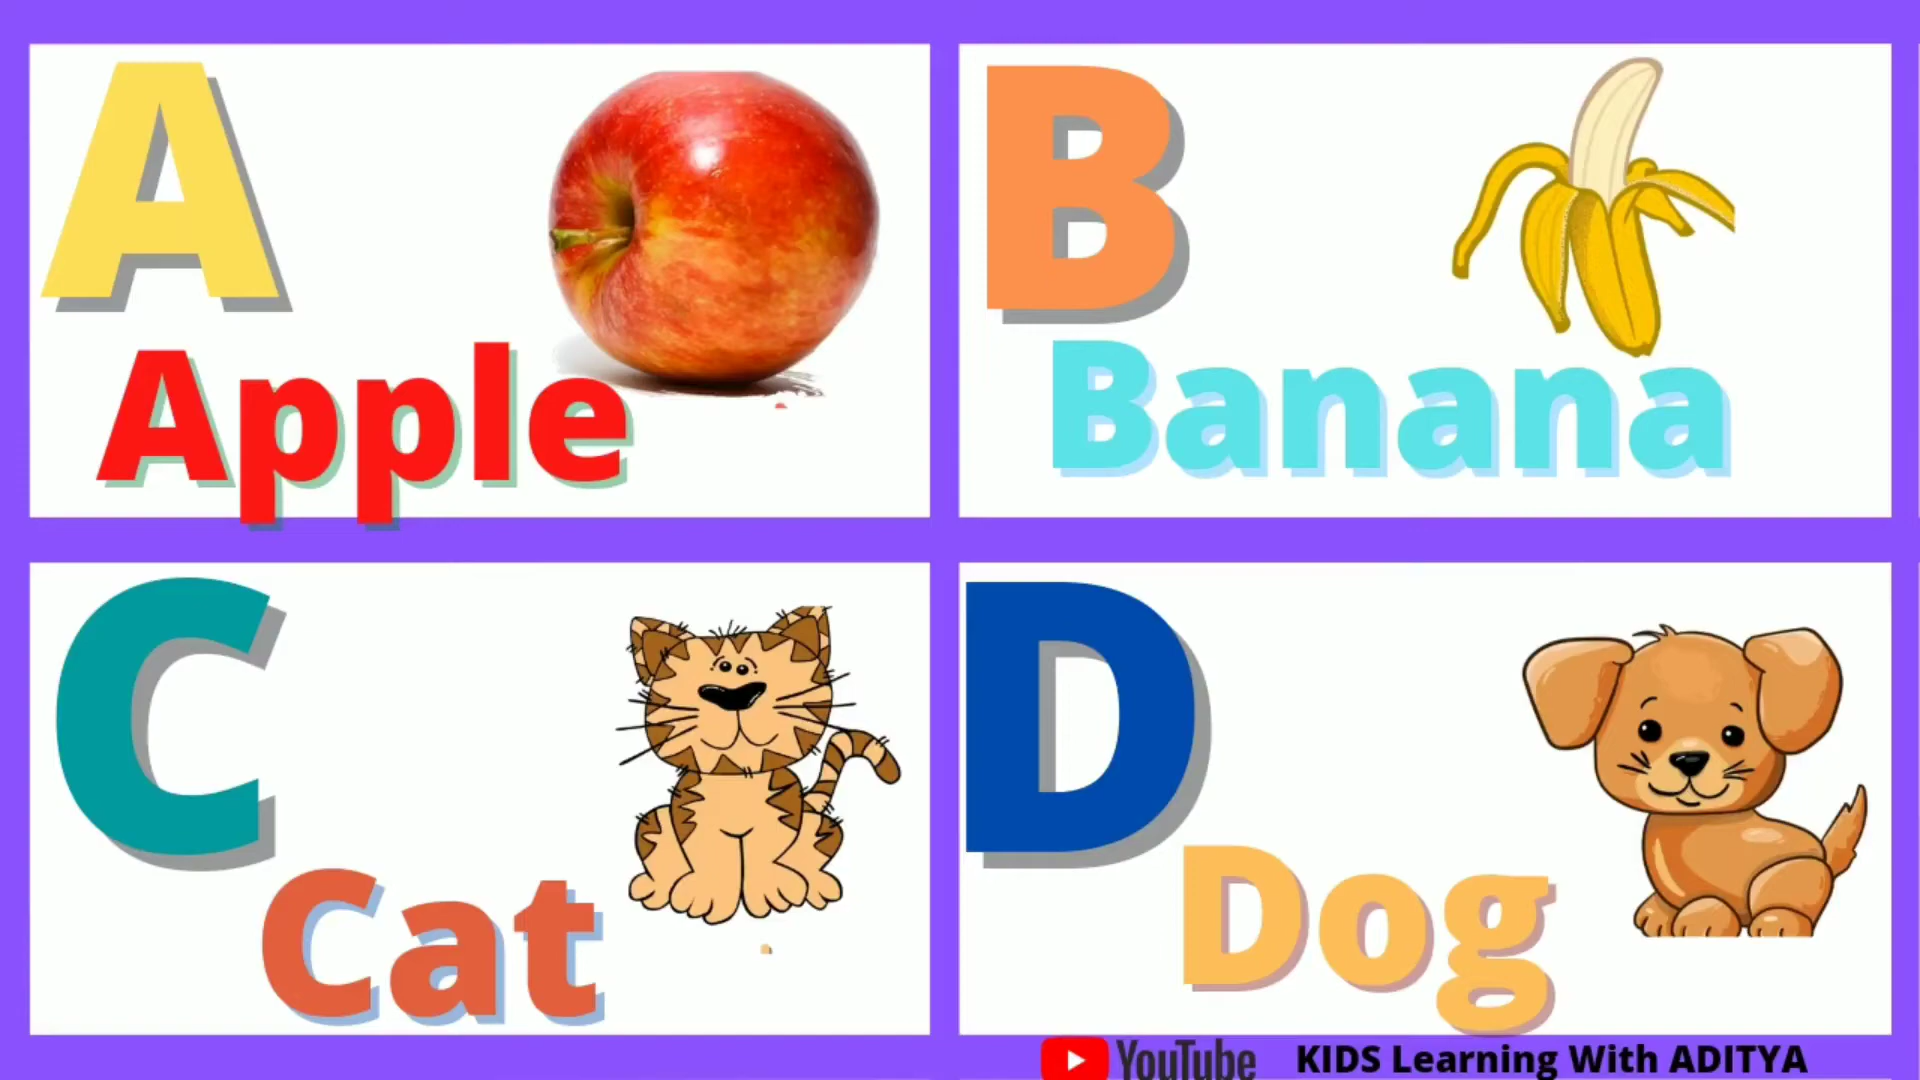 A
Apple
B
Banana
C
Cat
D
Dog
YouTube KIDS Learning With ADITYA